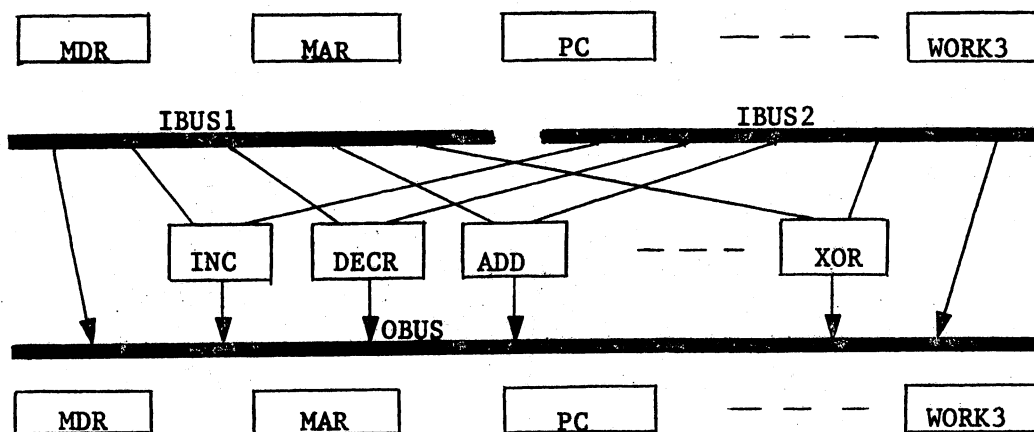 MDR MAR PC WORK3
IBUS1 IBUS2
INC DECR ADD XOR
OBUS
MDR MAR PC WORK3